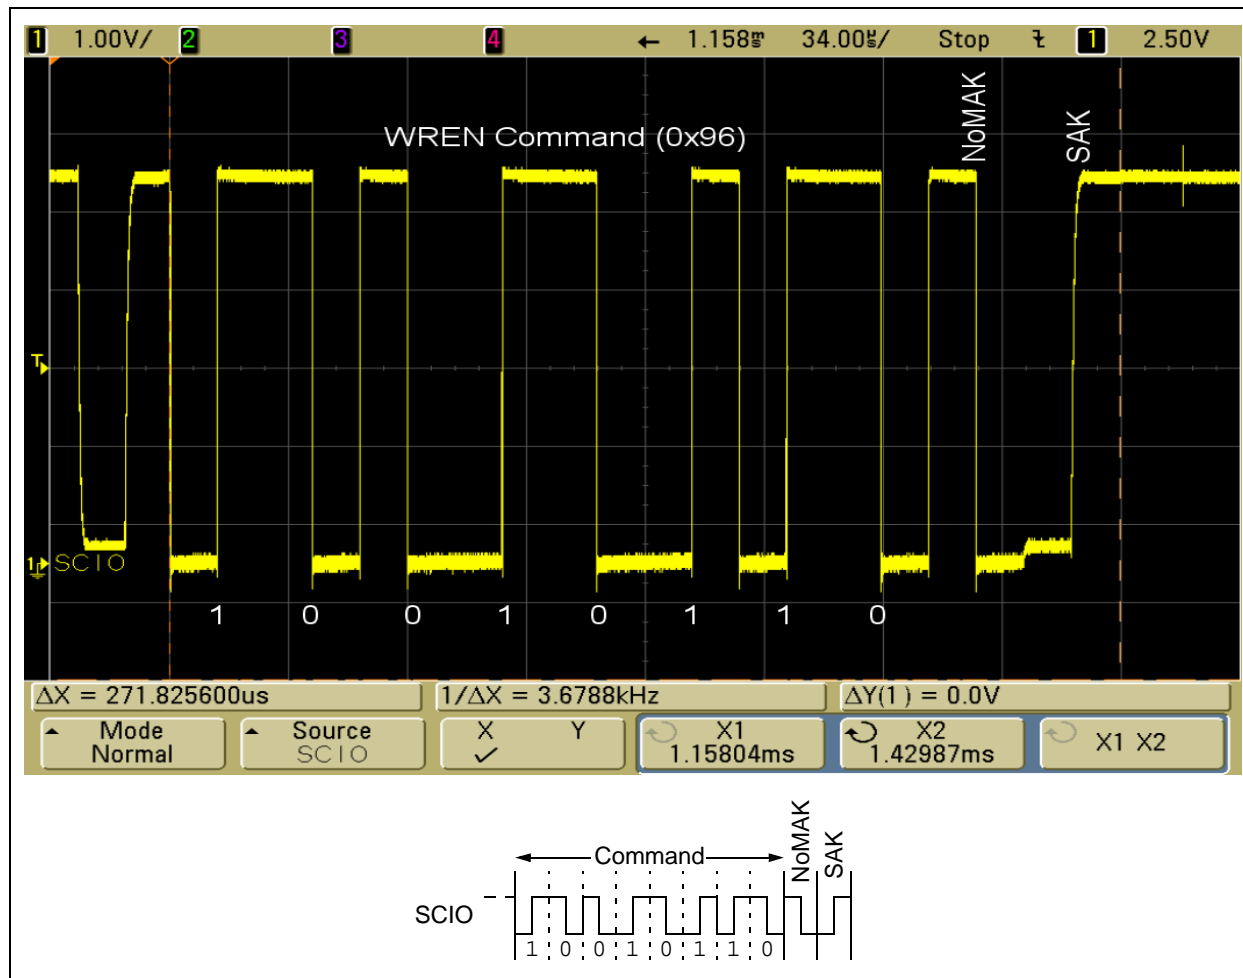 1 1.00V/ 2 3 4 ← 1.158ms 34.00us/ Stop 1 2.50V
WREN Command (0x96)
NoMAK
SAK
T
1 SCIO
1 0 0 1 0 1 1 0
ΔX = 271.825600us 1/ΔX = 3.6788kHz ΔY(1) = 0.0V
Mode Source X Y X1 X2 X1 X2
Normal SCIO ✓ 1.15804ms 1.42987ms
Command
NoMAK
SAK
SCIO
1 0 0 1 0 1 1 0